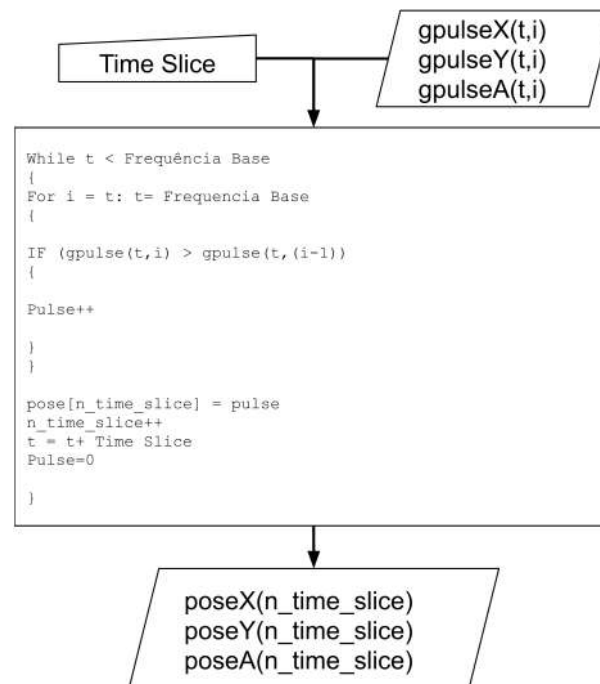 Time Slice
gpulseX(t,i)
gpulseY(t,i)
gpulseA(t,i)
While t < Frequência Base
{
For i = t: t= Frequencia Base
{
IF (gpulse(t,i) > gpulse(t,(i-1))
{
Pulse++
}
}
pose[n_time_slice] = pulse
n_time_slice++
t = t+ Time Slice
Pulse=0
}
poseX(n_time_slice)
poseY(n_time_slice)
poseA(n_time_slice)